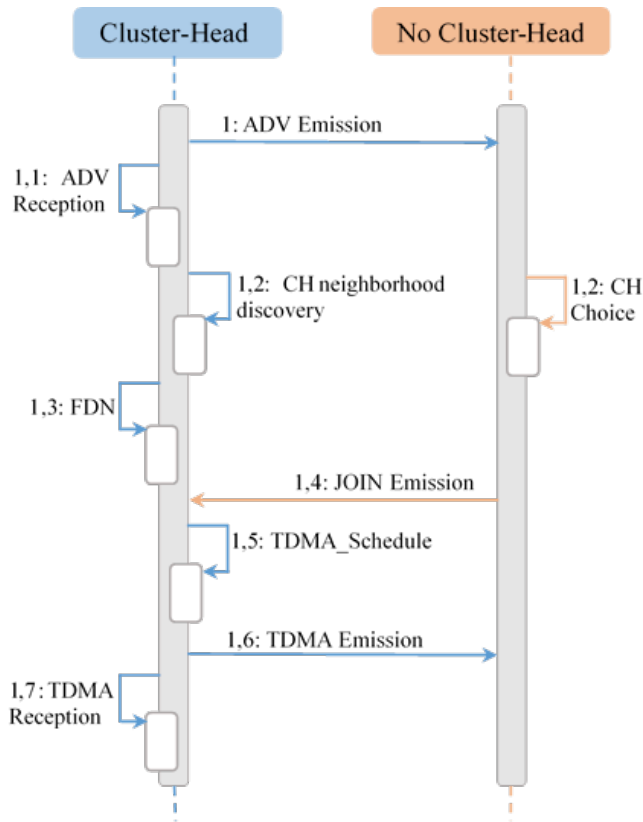 Cluster-Head
No Cluster-Head
1: ADV Emission
1,1: ADV
Reception
1,2: CH neighborhood
discovery
1,2: CH
Choice
1,3: FDN
1,4: JOIN Emission
1,5: TDMA_Schedule
1,6: TDMA Emission
1,7: TDMA
Reception